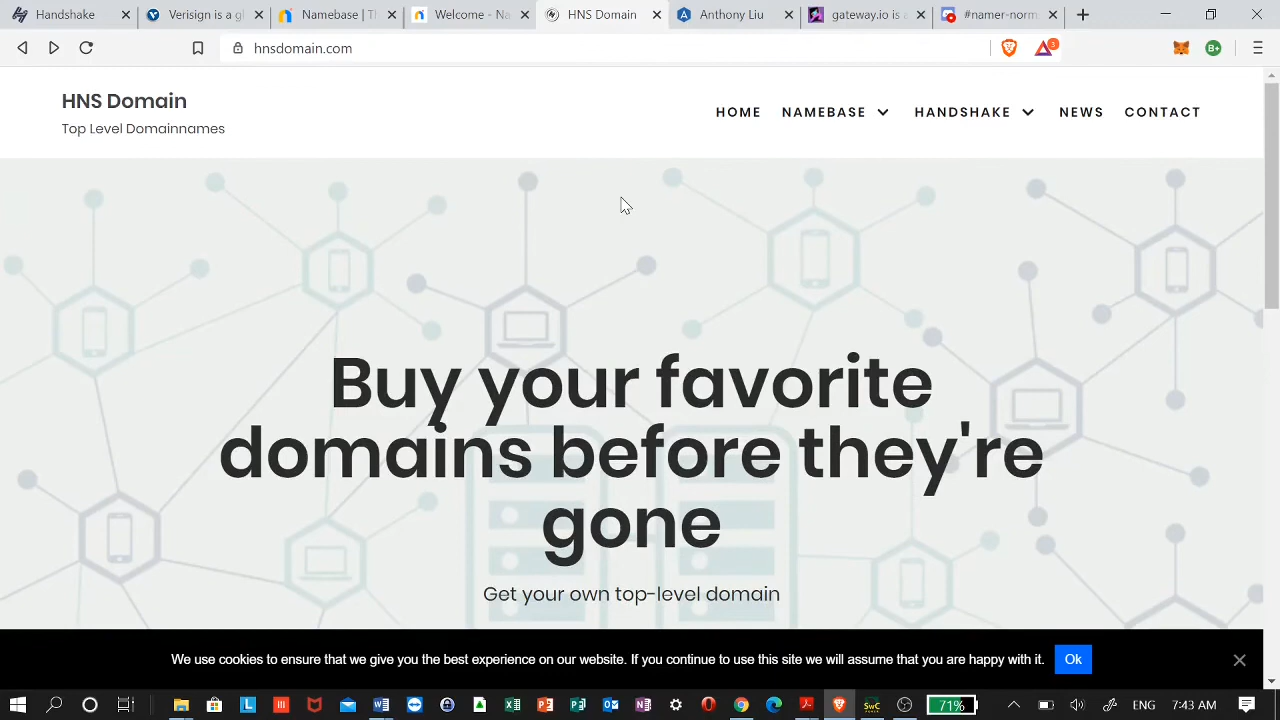 Handshake
Verisign is a gl
Namebase | Th
Welcome - Na
HNS Domain
Anthony Liu
gateway.io is a
#namer-norm
hnsdomain.com
3
B+
HNS Domain
Top Level Domainnames
HOME NAMEBASE HANDSHAKE NEWS CONTACT
Buy your favorite
domains before they're
gone
Get your own top-level domain
We use cookies to ensure that we give you the best experience on our website. If you continue to use this site we will assume that you are happy with it. Ok
71%
ENG
7:43 AM